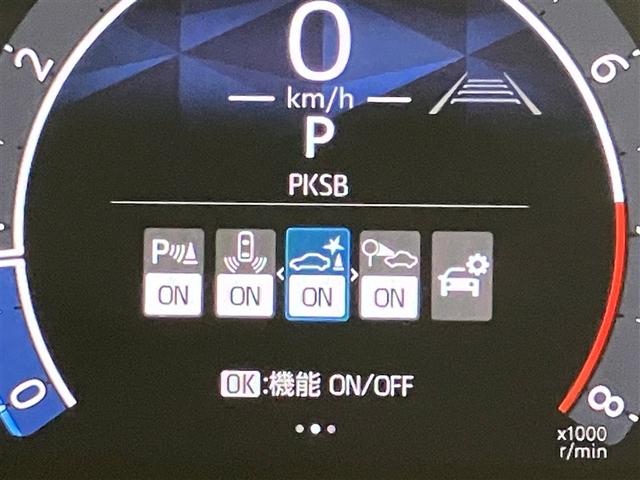 0
2
6
km/h
P
PKSB
P
ON ON ON ON
OK:機能 ON/OFF
0
8
x1000
r/min